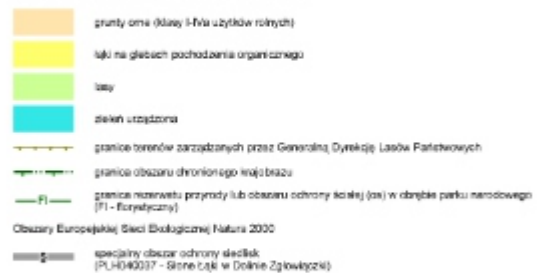 grunty orne (klasy I-IVa użytków rolnych)
łąki na glebach pochodzenia organicznego
lasy
zieleń urządzona
granice terenów zarządzanych przez Generalną Dyrekcję Lasów Państwowych
granica obszaru chronionego krajobrazu
FI
granica rezerwatu przyrody lub obszaru ochrony ścisłej (os) w obrębie parku narodowego
(Fl - florystyczny)
Obszary Europejskiej Sieci Ekologicznej Natura 2000
S
specjalny obszar ochrony siedlisk
(PLH040037 - Słone Łąki w Dolinie Zgłowiączki)